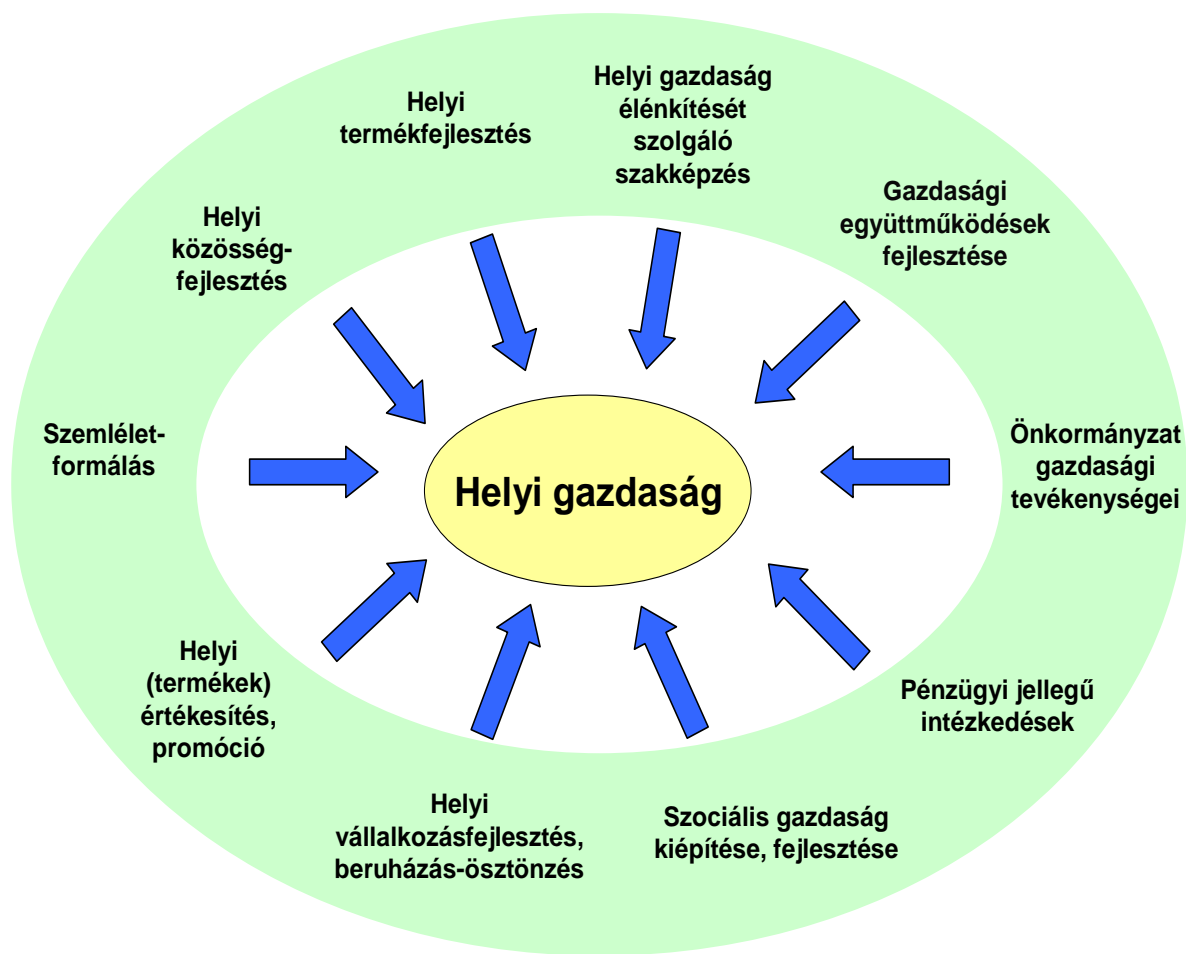 Helyi gazdaság
élénkítését
szolgáló
szakképzés
Helyi
termékfejlesztés
Gazdasági
együttműködések
fejlesztése
Helyi
közösség-
fejlesztés
Szemlélet-
formálás
Önkormányzat
gazdasági
tevékenységei
Helyi gazdaság
Helyi
(termékek)
értékesítés,
promóció
Pénzügyi jellegű
intézkedések
Helyi
vállalkozásfejlesztés,
beruházás-ösztönzés
Szociális gazdaság
kiépítése, fejlesztése